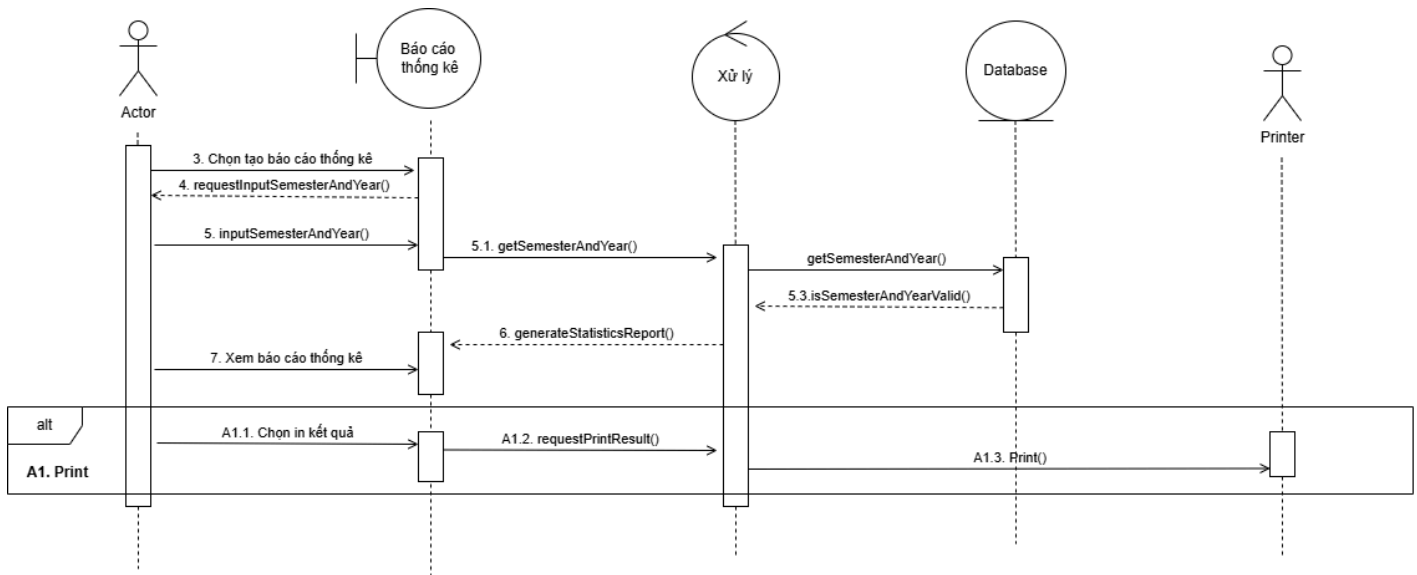 Báo cáo
thống kê
Xử lý
Database
Actor
Printer
3. Chọn tạo báo cáo thống kê
4. requestInputSemesterAndYear()
5. inputSemesterAndYear()
5.1. getSemesterAndYear()
getSemesterAndYear()
5.3.isSemesterAndYearValid()
6. generateStatisticsReport()
7. Xem báo cáo thống kê
alt
A1. Print
A1.1. Chọn in kết quả
A1.2. requestPrintResult()
A1.3. Print()